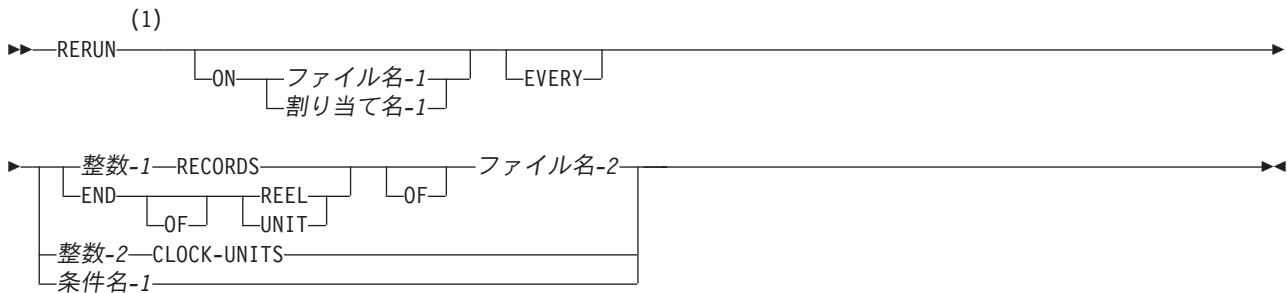 (1)
RERUN
ON ファイル名-1 EVERY
割り当て名-1
整数-1 RECORDS ファイル名-2
END REEL OF
OF UNIT
整数-2 CLOCK-UNITS
条件名-1